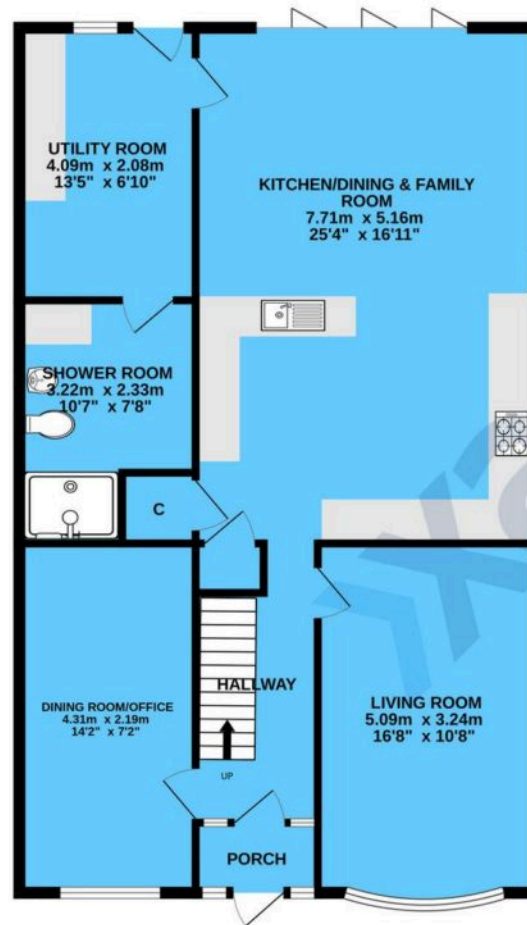 UTILITY ROOM
4.09m x 2.08m
13'5" x 6'10"
KITCHEN/DINING & FAMILY
ROOM
7.71m x 5.16m
25'4" x 16'11"
SHOWER ROOM
3.22m x 2.33m
10'7" x 7'8"
C
DINING ROOM/OFFICE
4.31m x 2.19m
14'2" x 7'2"
HALLWAY
UP
LIVING ROOM
5.09m x 3.24m
16'8" x 10'8"
PORCH